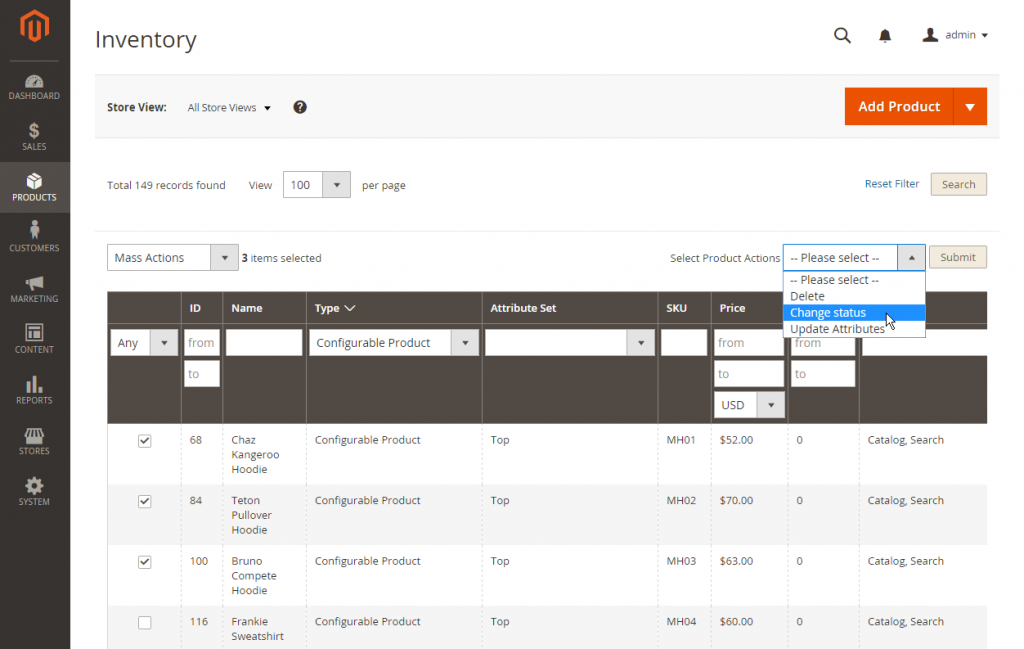 Inventory
admin
DASHBOARD
SALES
PRODUCTS
CUSTOMERS
MARKETING
CONTENT
REPORTS
STORES
SYSTEM
Store View: All Store Views ?
Add Product
Total 149 records found View 100 per page
Reset Filter Search
Mass Actions 3 items selected
Select Product Actions -- Please select -- Submit
-- Please select --
Delete
Change status
Update Attributes
ID Name Type Attribute Set SKU Price
Any from Configurable Product from from
to to to
USD
68 Chaz Configurable Product Top MH01 $52.00 0 Catalog, Search
Kangeroo
Hoodie
84 Teton Configurable Product Top MH02 $70.00 0 Catalog, Search
Pullover
Hoodie
100 Bruno Configurable Product Top MH03 $63.00 0 Catalog, Search
Compete
Hoodie
116 Frankie Configurable Product Top MH04 $60.00 0 Catalog, Search
Sweatshirt